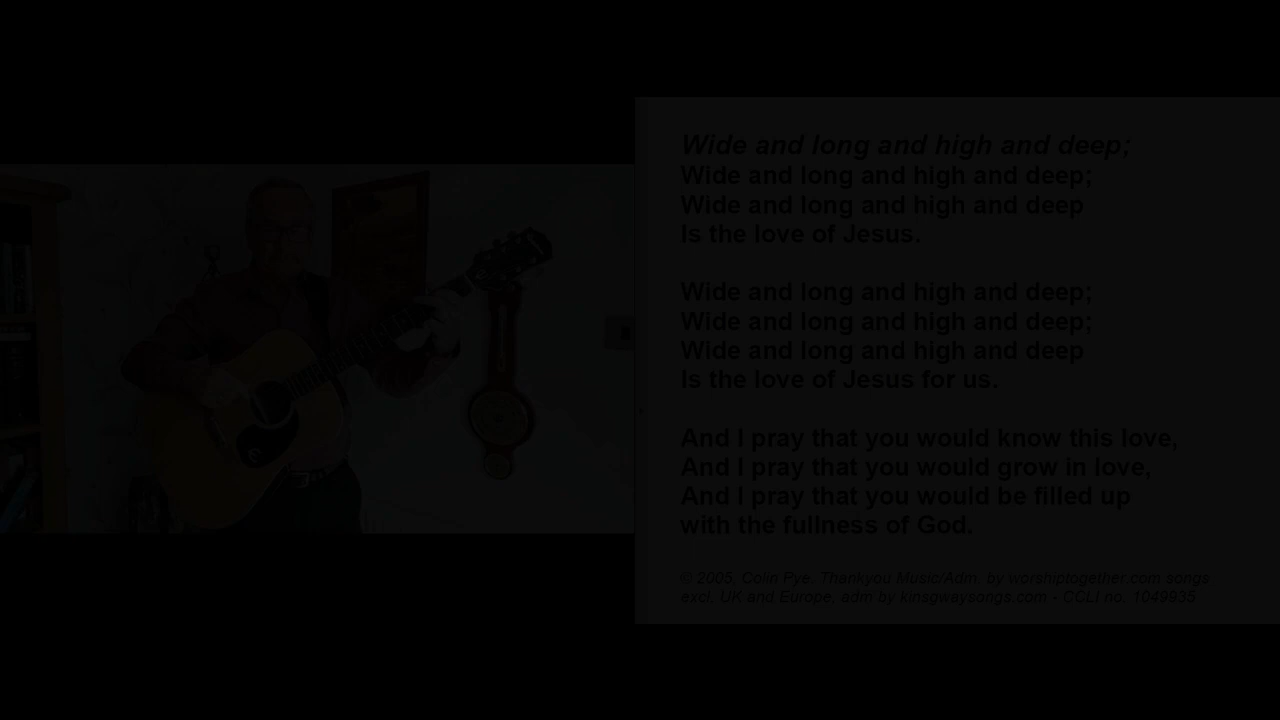 Wide and long and high and deep;
Wide and long and high and deep;
Wide and long and high and deep
is the love of Jesus.
Wide and long and high and deep;
Wide and long and high and deep;
Wide and long and high and deep
Is the love of Jesus for us.
And I pray that you would know this love,
And I pray that you would grow in love,
And I pray that you would be filled up
with the fullness of God.
© 2005, Colin Pye. Thankyou Music/Adm. by worshiptogether.com songs
excl. UK and Europe, adm by kinsgwaysongs.com - CCLI no. 1049935